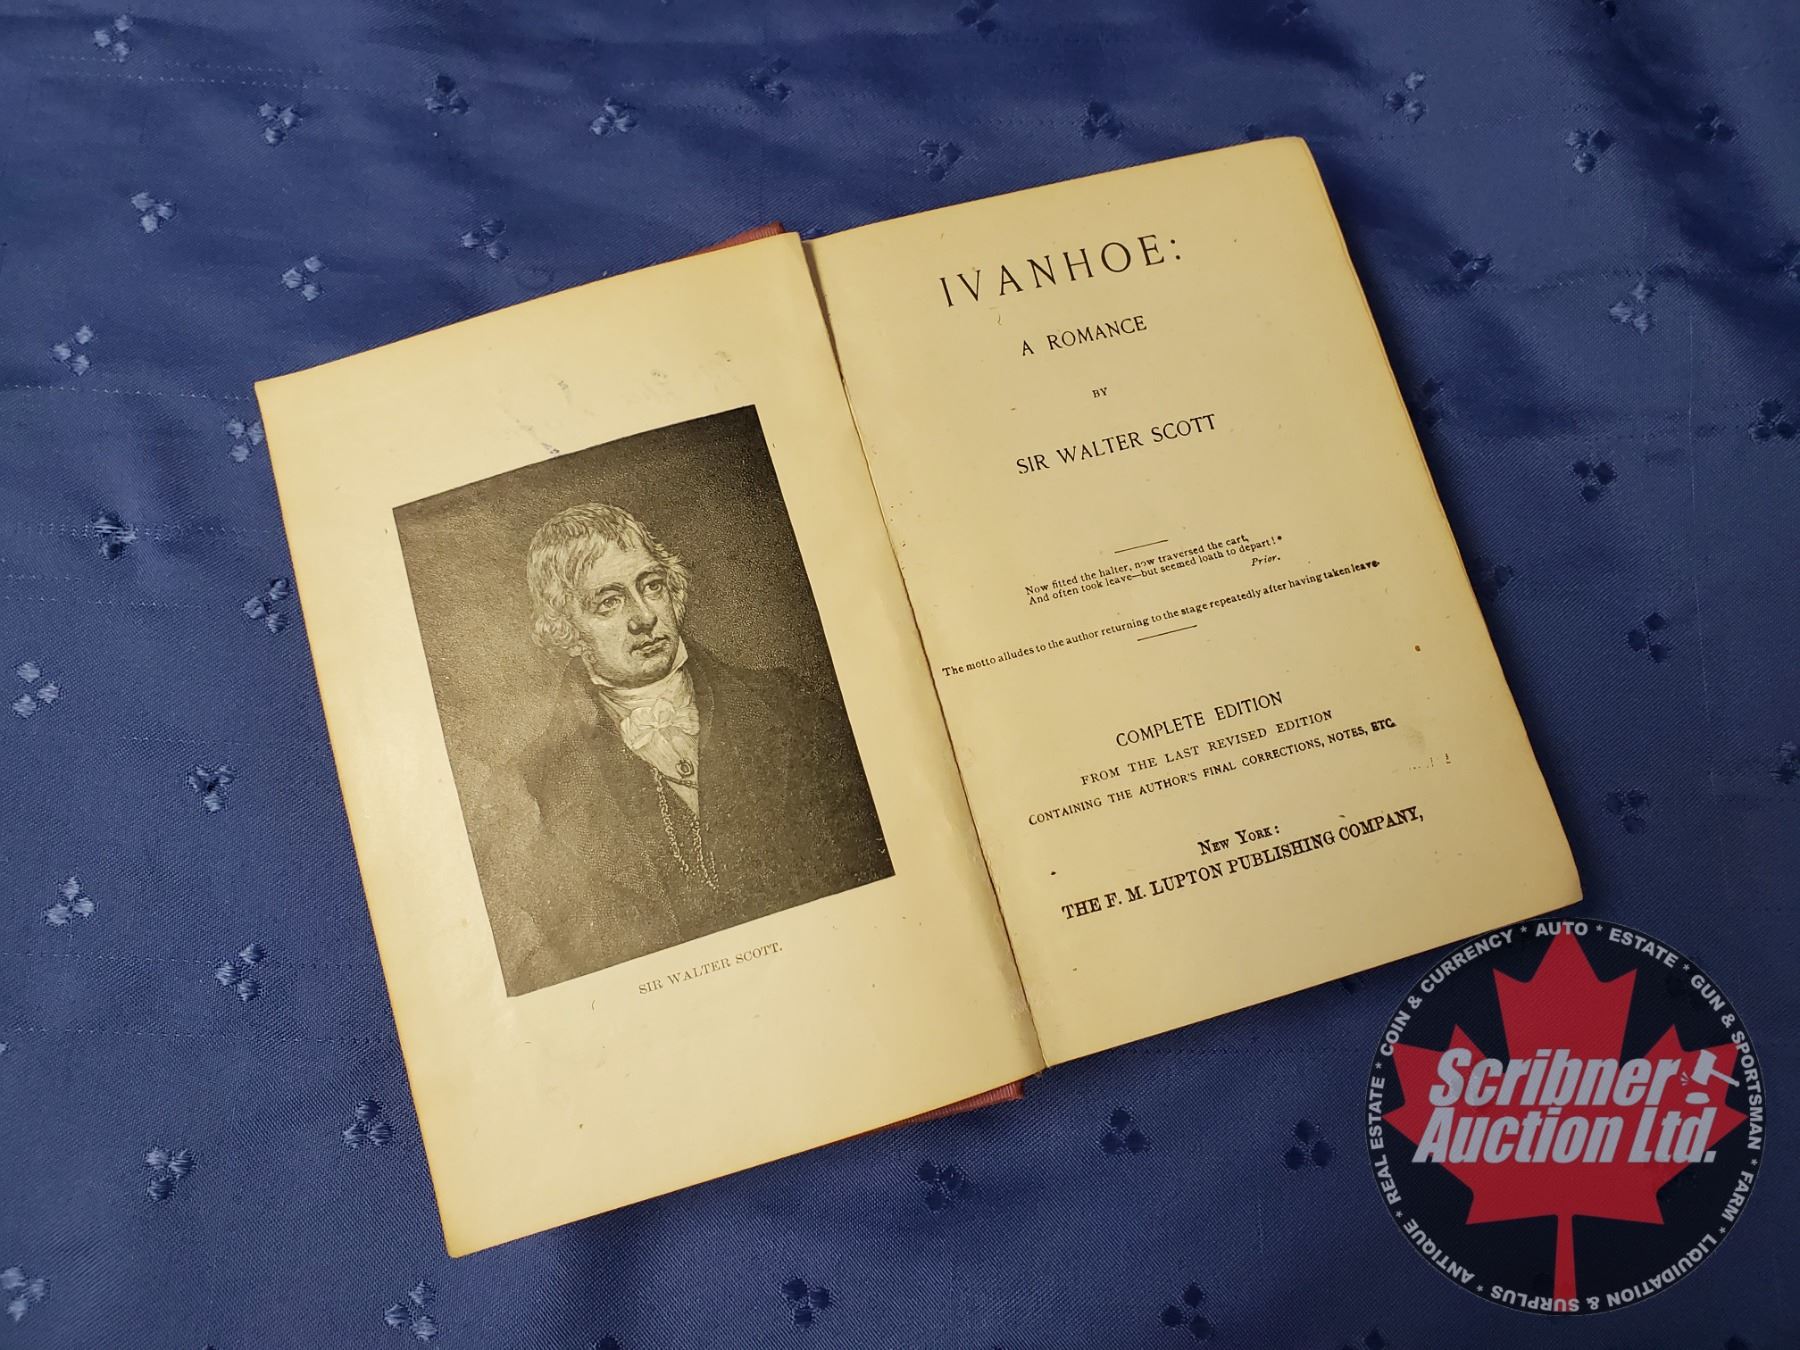 SIR WALTER SCOTT.
IVANHOE:
A ROMANCE
BY
SIR WALTER SCOTT
Now fitted the halter, now traversed the cart,
And often took leave—but seemed loath to depart!*
Prior.
The motto alludes to the author returning to the stage repeatedly after having taken leave.
COMPLETE EDITION
FROM THE LAST REVISED EDITION
CONTAINING THE AUTHOR'S FINAL CORRECTIONS, NOTES, ETC.
NEW YORK:
THE F. M. LUPTON PUBLISHING COMPANY,
Scribner
Auction Ltd.
* REAL ESTATE * COIN & CURRENCY * AUTO * ESTATE * GUN & SPORTSMAN * FARM * LIQUIDATION & SURPLUS * ANTIQUE